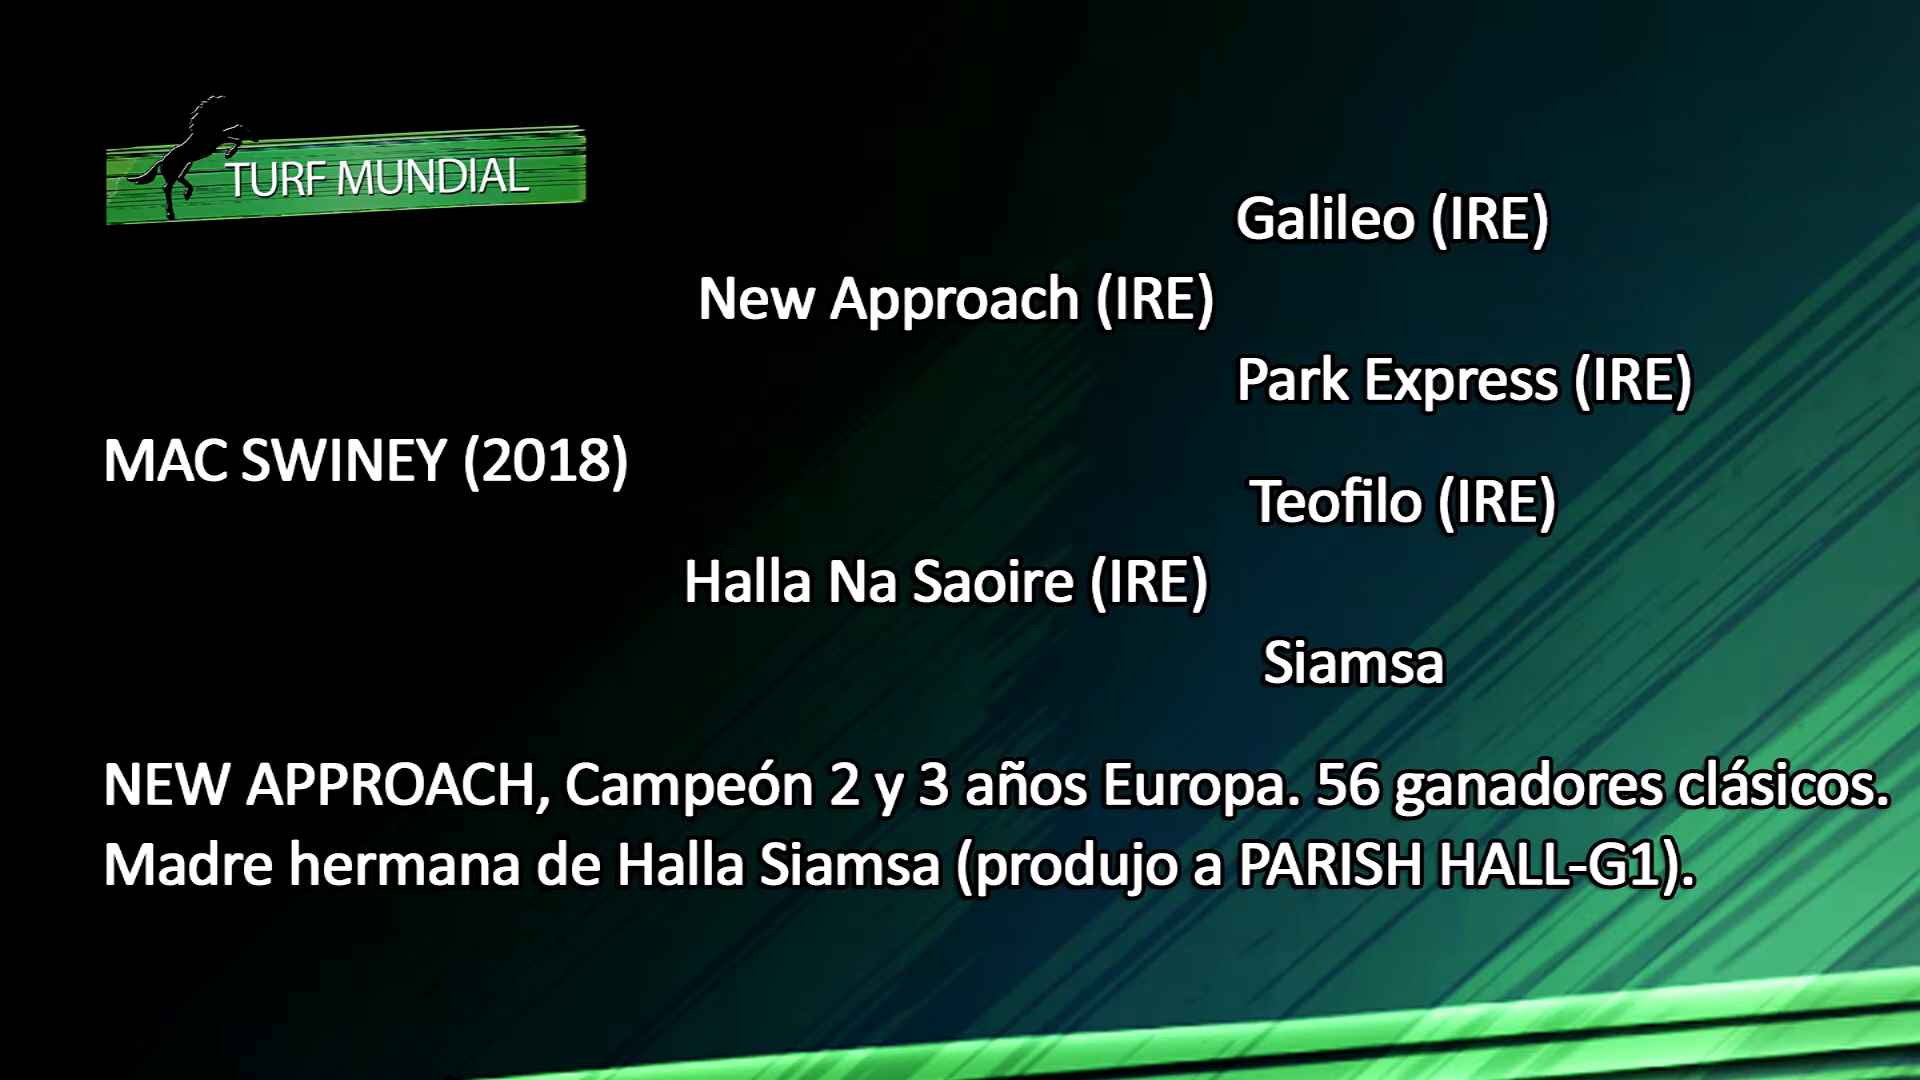 TURF MUNDIAL
Galileo (IRE)
New Approach (IRE)
Park Express (IRE)
MAC SWINEY (2018)
Teofilo (IRE)
Halla Na Saoire (IRE)
Siamsa
NEW APPROACH, Campeón 2 y 3 años Europa. 56 ganadores clásicos.
Madre hermana de Halla Siamsa (produjo a PARISH HALL-G1).